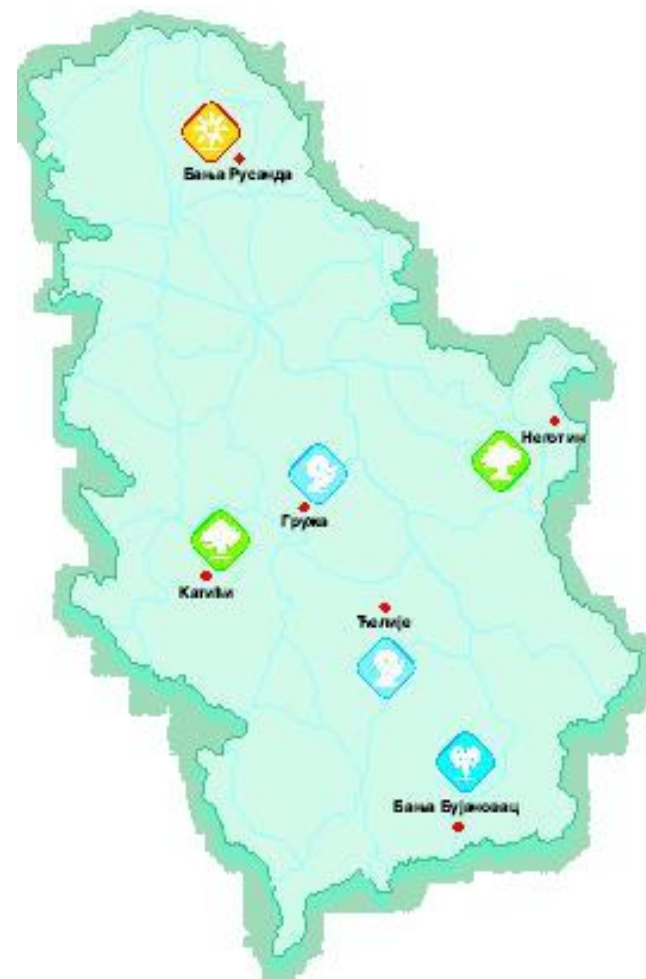 Бања Русанда
Неготин
Гружа
Катићи
Ћелије
Бања Бујановац